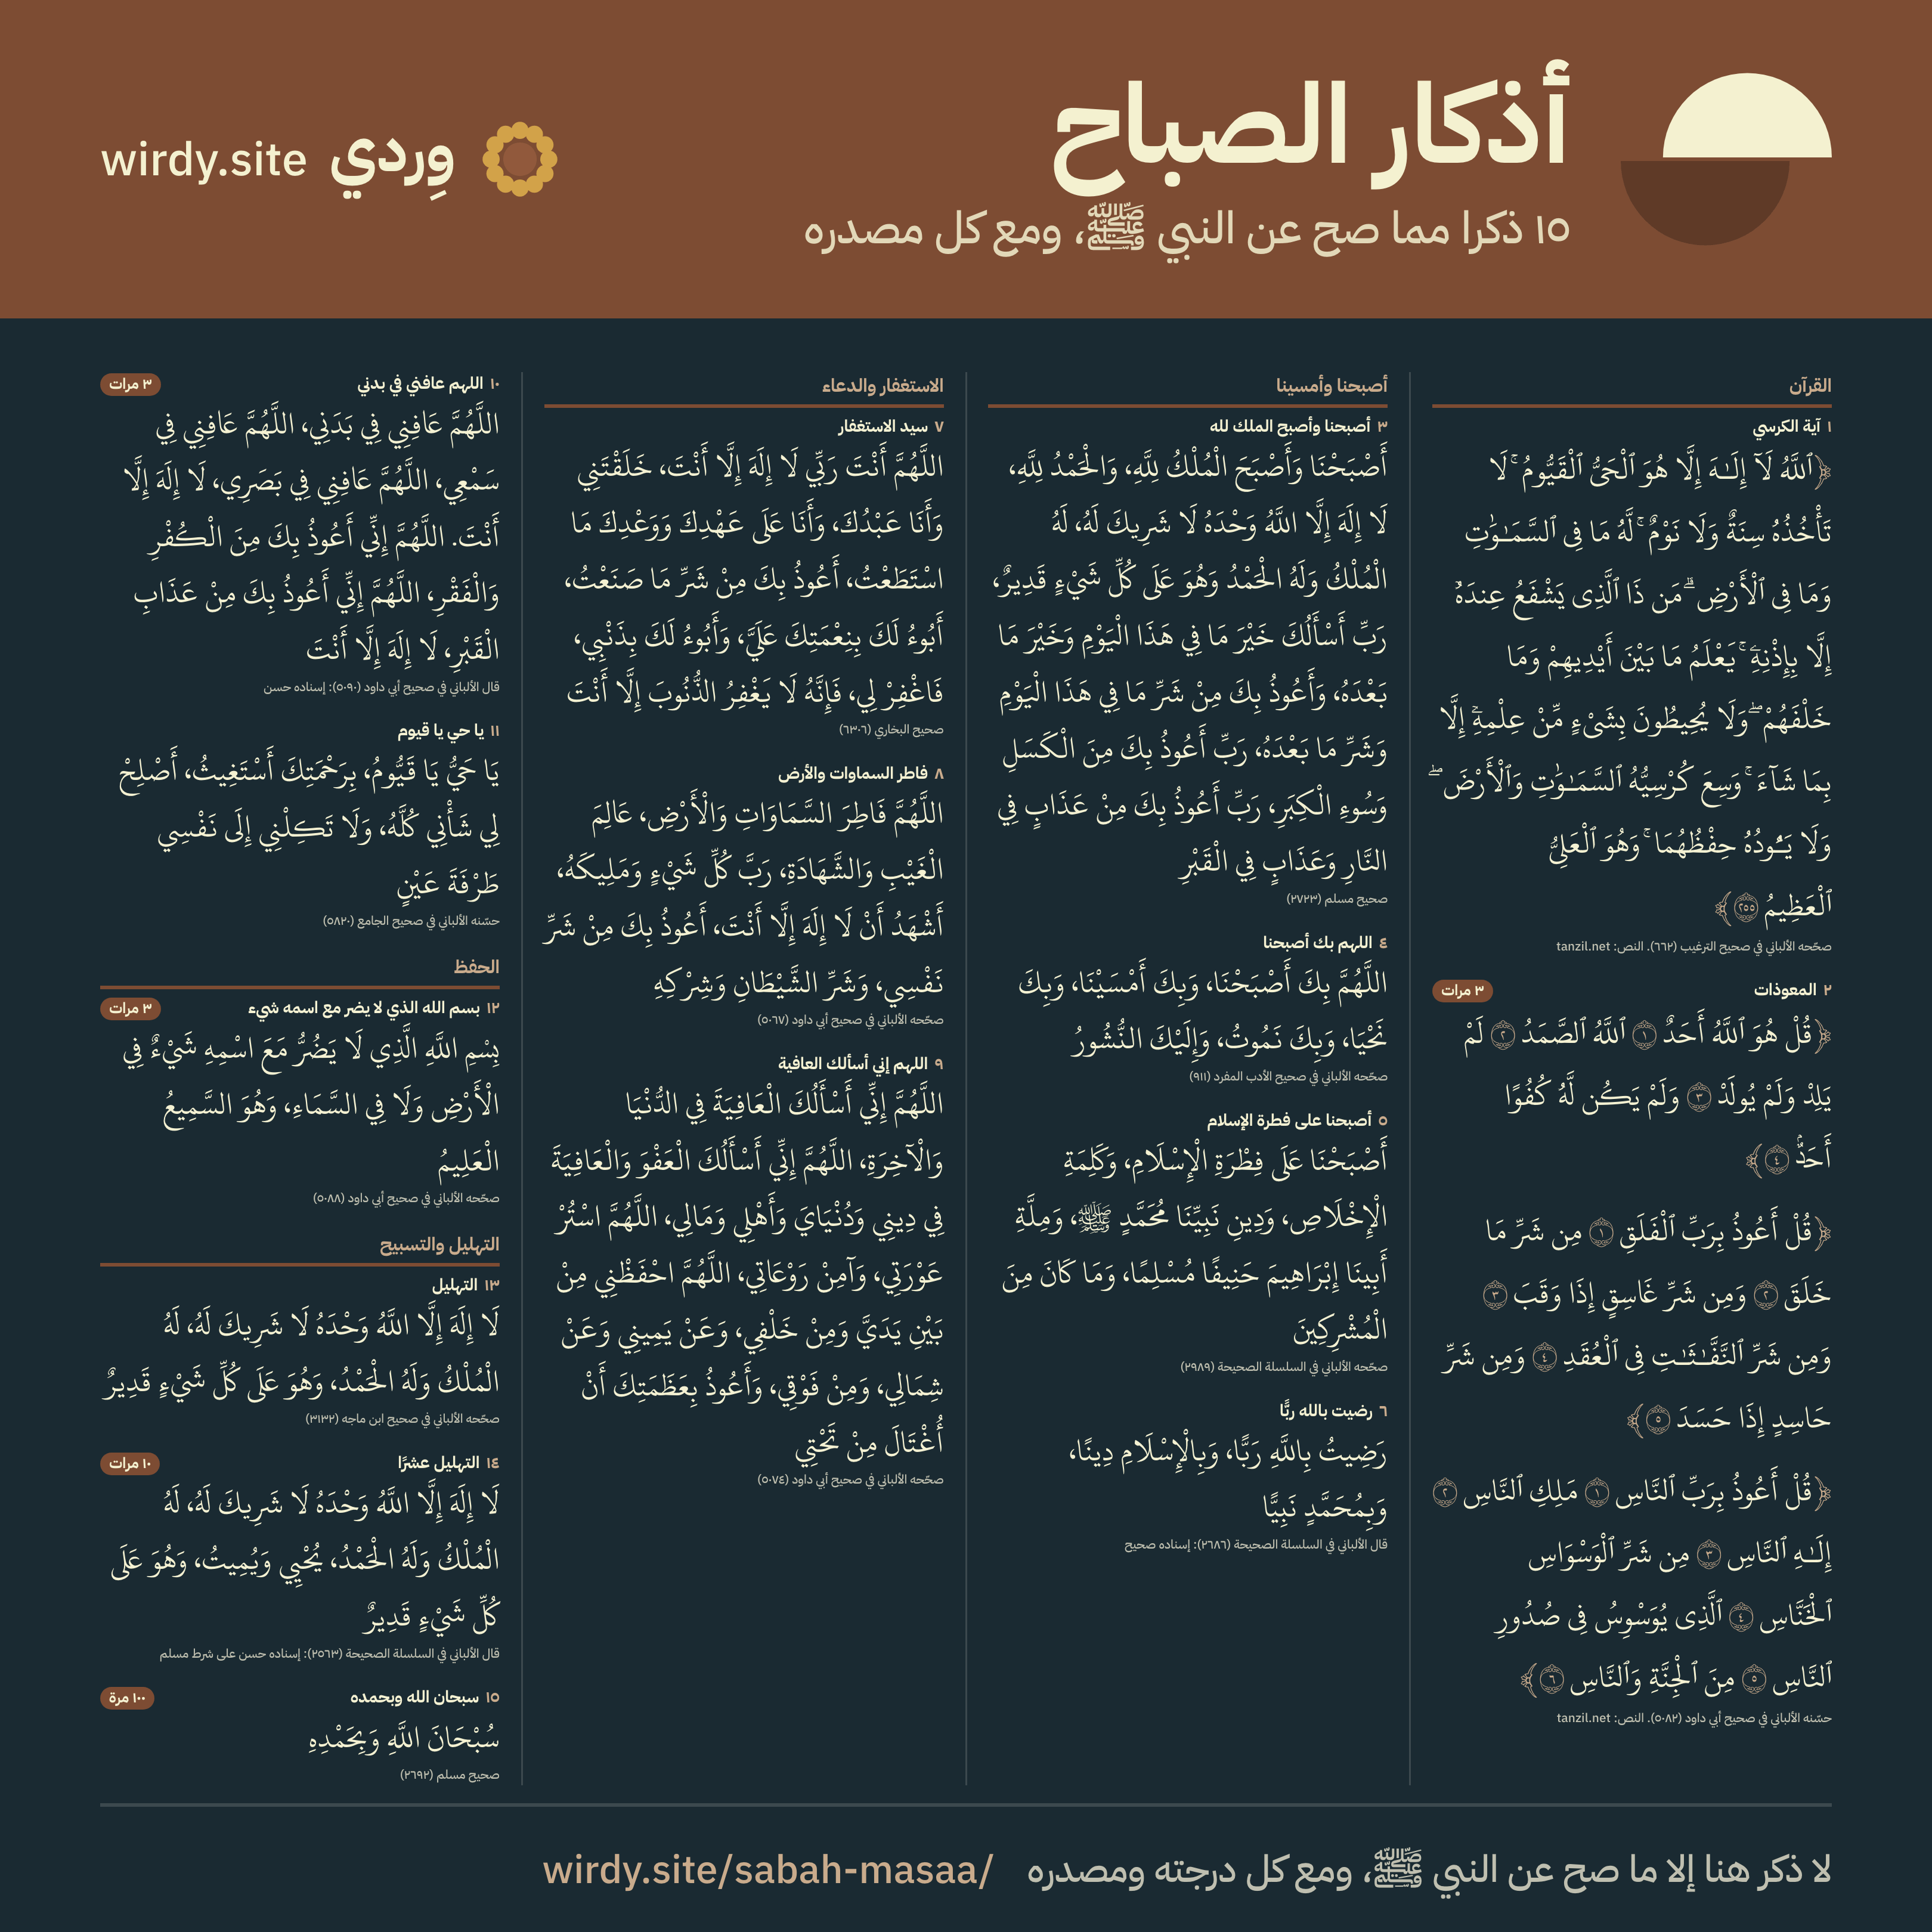 أذكار الصباح
١٥ ذكرا مما صح عن النبي ﷺ، ومع كل مصدره
وِردي wirdy.site
القرآن
١ آية الكرسي
﴿ٱللَّهُ لَآ إِلَـٰهَ إِلَّا هُوَ ٱلْحَىُّ ٱلْقَيُّومُ ۚ لَا
تَأْخُذُهُۥ سِنَةٌ وَلَا نَوْمٌ ۚ لَّهُۥ مَا فِى ٱلسَّمَـٰوَٰتِ
وَمَا فِى ٱلْأَرْضِ ۗ مَن ذَا ٱلَّذِى يَشْفَعُ عِندَهُۥٓ
إِلَّا بِإِذْنِهِۦ ۚ يَعْلَمُ مَا بَيْنَ أَيْدِيهِمْ وَمَا
خَلْفَهُمْ ۖ وَلَا يُحِيطُونَ بِشَىْءٍ مِّنْ عِلْمِهِۦٓ إِلَّا
بِمَا شَآءَ ۚ وَسِعَ كُرْسِيُّهُ ٱلسَّمَـٰوَٰتِ وَٱلْأَرْضَ ۖ
وَلَا يَـُٔودُهُۥ حِفْظُهُمَا ۚ وَهُوَ ٱلْعَلِىُّ
ٱلْعَظِيمُ ٢٥٥﴾
صحّحه الألباني في صحيح الترغيب (٦٦٢). النص: tanzil.net
٢ المعوذات ٣ مرات
﴿قُلْ هُوَ ٱللَّهُ أَحَدٌ ١ ٱللَّهُ ٱلصَّمَدُ ٢ لَمْ
يَلِدْ وَلَمْ يُولَدْ ٣ وَلَمْ يَكُن لَّهُۥ كُفُوًا
أَحَدٌۢ ٤﴾
﴿قُلْ أَعُوذُ بِرَبِّ ٱلْفَلَقِ ١ مِن شَرِّ مَا
خَلَقَ ٢ وَمِن شَرِّ غَاسِقٍ إِذَا وَقَبَ ٣
وَمِن شَرِّ ٱلنَّفَّـٰثَـٰتِ فِى ٱلْعُقَدِ ٤ وَمِن شَرِّ
حَاسِدٍ إِذَا حَسَدَ ٥﴾
﴿قُلْ أَعُوذُ بِرَبِّ ٱلنَّاسِ ١ مَلِكِ ٱلنَّاسِ ٢
إِلَـٰهِ ٱلنَّاسِ ٣ مِن شَرِّ ٱلْوَسْوَاسِ
ٱلْخَنَّاسِ ٤ ٱلَّذِى يُوَسْوِسُ فِى صُدُورِ
ٱلنَّاسِ ٥ مِنَ ٱلْجِنَّةِ وَٱلنَّاسِ ٦﴾
حسّنه الألباني في صحيح أبي داود (٥٠٨٢). النص: tanzil.net
أصبحنا وأمسينا
٣ أصبحنا وأصبح الملك لله
أَصْبَحْنَا وَأَصْبَحَ الْمُلْكُ لِلَّهِ، وَالْحَمْدُ لِلَّهِ،
لَا إِلَهَ إِلَّا اللَّهُ وَحْدَهُ لَا شَرِيكَ لَهُ، لَهُ
الْمُلْكُ وَلَهُ الْحَمْدُ وَهُوَ عَلَى كُلِّ شَيْءٍ قَدِيرٌ،
رَبِّ أَسْأَلُكَ خَيْرَ مَا فِي هَذَا الْيَوْمِ وَخَيْرَ مَا
بَعْدَهُ، وَأَعُوذُ بِكَ مِنْ شَرِّ مَا فِي هَذَا الْيَوْمِ
وَشَرِّ مَا بَعْدَهُ، رَبِّ أَعُوذُ بِكَ مِنَ الْكَسَلِ
وَسُوءِ الْكِبَرِ، رَبِّ أَعُوذُ بِكَ مِنْ عَذَابٍ فِي
النَّارِ وَعَذَابٍ فِي الْقَبْرِ
صحيح مسلم (٢٧٢٣)
٤ اللهم بك أصبحنا
اللَّهُمَّ بِكَ أَصْبَحْنَا، وَبِكَ أَمْسَيْنَا، وَبِكَ
نَحْيَا، وَبِكَ نَمُوتُ، وَإِلَيْكَ النُّشُورُ
صحّحه الألباني في صحيح الأدب المفرد (٩١١)
٥ أصبحنا على فطرة الإسلام
أَصْبَحْنَا عَلَى فِطْرَةِ الْإِسْلَامِ، وَكَلِمَةِ
الْإِخْلَاصِ، وَدِينِ نَبِيِّنَا مُحَمَّدٍ ﷺ، وَمِلَّةِ
أَبِينَا إِبْرَاهِيمَ حَنِيفًا مُسْلِمًا، وَمَا كَانَ مِنَ
الْمُشْرِكِينَ
صحّحه الألباني في السلسلة الصحيحة (٢٩٨٩)
٦ رضيت بالله ربًّا
رَضِيتُ بِاللَّهِ رَبًّا، وَبِالْإِسْلَامِ دِينًا،
وَبِمُحَمَّدٍ نَبِيًّا
قال الألباني في السلسلة الصحيحة (٢٦٨٦): إسناده صحيح
الاستغفار والدعاء
٧ سيد الاستغفار
اللَّهُمَّ أَنْتَ رَبِّي لَا إِلَهَ إِلَّا أَنْتَ، خَلَقْتَنِي
وَأَنَا عَبْدُكَ، وَأَنَا عَلَى عَهْدِكَ وَوَعْدِكَ مَا
اسْتَطَعْتُ، أَعُوذُ بِكَ مِنْ شَرِّ مَا صَنَعْتُ،
أَبُوءُ لَكَ بِنِعْمَتِكَ عَلَيَّ، وَأَبُوءُ لَكَ بِذَنْبِي،
فَاغْفِرْ لِي، فَإِنَّهُ لَا يَغْفِرُ الذُّنُوبَ إِلَّا أَنْتَ
صحيح البخاري (٦٣٠٦)
٨ فاطر السماوات والأرض
اللَّهُمَّ فَاطِرَ السَّمَاوَاتِ وَالْأَرْضِ، عَالِمَ
الْغَيْبِ وَالشَّهَادَةِ، رَبَّ كُلِّ شَيْءٍ وَمَلِيكَهُ،
أَشْهَدُ أَنْ لَا إِلَهَ إِلَّا أَنْتَ، أَعُوذُ بِكَ مِنْ شَرِّ
نَفْسِي، وَشَرِّ الشَّيْطَانِ وَشِرْكِهِ
صحّحه الألباني في صحيح أبي داود (٥٠٦٧)
٩ اللهم إني أسألك العافية
اللَّهُمَّ إِنِّي أَسْأَلُكَ الْعَافِيَةَ فِي الدُّنْيَا
وَالْآخِرَةِ، اللَّهُمَّ إِنِّي أَسْأَلُكَ الْعَفْوَ وَالْعَافِيَةَ
فِي دِينِي وَدُنْيَايَ وَأَهْلِي وَمَالِي، اللَّهُمَّ اسْتُرْ
عَوْرَتِي، وَآمِنْ رَوْعَاتِي، اللَّهُمَّ احْفَظْنِي مِنْ
بَيْنِ يَدَيَّ وَمِنْ خَلْفِي، وَعَنْ يَمِينِي وَعَنْ
شِمَالِي، وَمِنْ فَوْقِي، وَأَعُوذُ بِعَظَمَتِكَ أَنْ
أُغْتَالَ مِنْ تَحْتِي
صحّحه الألباني في صحيح أبي داود (٥٠٧٤)
١٠ اللهم عافني في بدني ٣ مرات
اللَّهُمَّ عَافِنِي فِي بَدَنِي، اللَّهُمَّ عَافِنِي فِي
سَمْعِي، اللَّهُمَّ عَافِنِي فِي بَصَرِي، لَا إِلَهَ إِلَّا
أَنْتَ. اللَّهُمَّ إِنِّي أَعُوذُ بِكَ مِنَ الْكُفْرِ
وَالْفَقْرِ، اللَّهُمَّ إِنِّي أَعُوذُ بِكَ مِنْ عَذَابِ
الْقَبْرِ، لَا إِلَهَ إِلَّا أَنْتَ
قال الألباني في صحيح أبي داود (٥٠٩٠): إسناده حسن
١١ يا حي يا قيوم
يَا حَيُّ يَا قَيُّومُ، بِرَحْمَتِكَ أَسْتَغِيثُ، أَصْلِحْ
لِي شَأْنِي كُلَّهُ، وَلَا تَكِلْنِي إِلَى نَفْسِي
طَرْفَةَ عَيْنٍ
حسّنه الألباني في صحيح الجامع (٥٨٢٠)
الحفظ
١٢ بسم الله الذي لا يضر مع اسمه شيء ٣ مرات
بِسْمِ اللَّهِ الَّذِي لَا يَضُرُّ مَعَ اسْمِهِ شَيْءٌ فِي
الْأَرْضِ وَلَا فِي السَّمَاءِ، وَهُوَ السَّمِيعُ
الْعَلِيمُ
صحّحه الألباني في صحيح أبي داود (٥٠٨٨)
التهليل والتسبيح
١٣ التهليل
لَا إِلَهَ إِلَّا اللَّهُ وَحْدَهُ لَا شَرِيكَ لَهُ، لَهُ
الْمُلْكُ وَلَهُ الْحَمْدُ، وَهُوَ عَلَى كُلِّ شَيْءٍ قَدِيرٌ
صحّحه الألباني في صحيح ابن ماجه (٣١٣٢)
١٤ التهليل عشرًا ١٠ مرات
لَا إِلَهَ إِلَّا اللَّهُ وَحْدَهُ لَا شَرِيكَ لَهُ، لَهُ
الْمُلْكُ وَلَهُ الْحَمْدُ، يُحْيِي وَيُمِيتُ، وَهُوَ عَلَى
كُلِّ شَيْءٍ قَدِيرٌ
قال الألباني في السلسلة الصحيحة (٢٥٦٣): إسناده حسن على شرط مسلم
١٥ سبحان الله وبحمده ١٠٠ مرة
سُبْحَانَ اللَّهِ وَبِحَمْدِهِ
صحيح مسلم (٢٦٩٢)
لا ذكر هنا إلا ما صح عن النبي ﷺ، ومع كل درجته ومصدره wirdy.site/sabah-masaa/